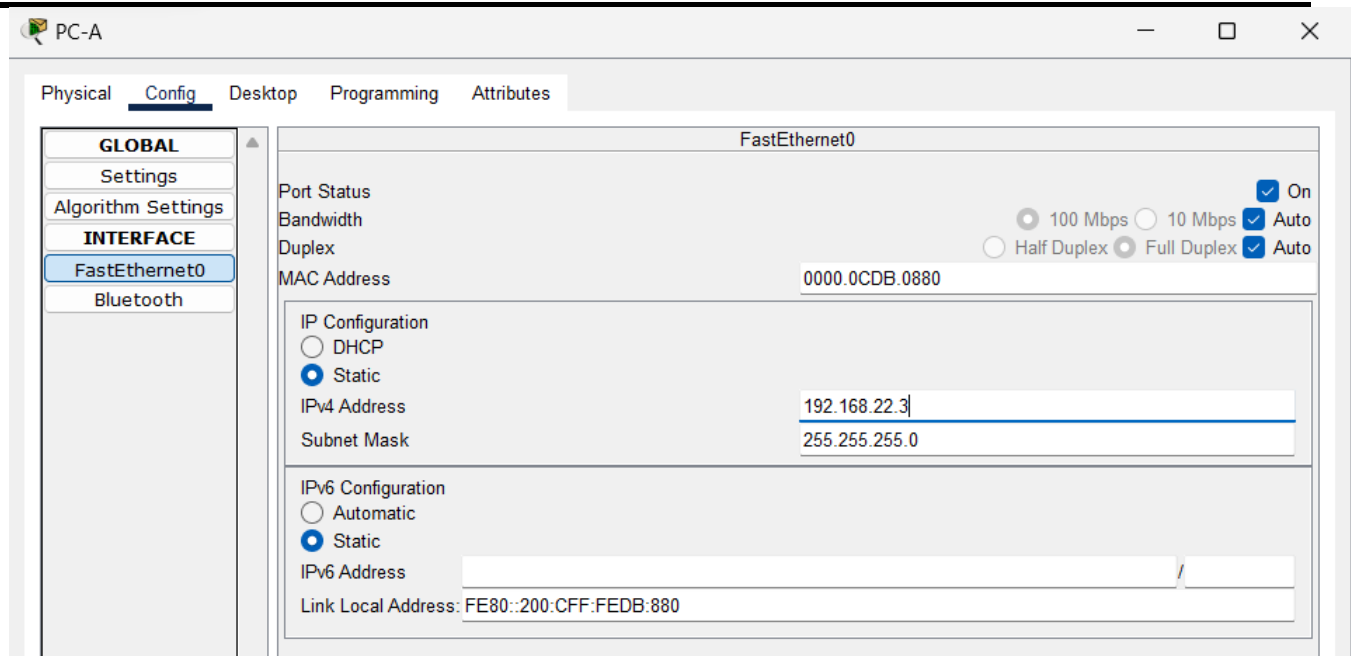 PC-A
Physical Config Desktop Programming Attributes
GLOBAL
Settings
Algorithm Settings
INTERFACE
FastEthernet0
Bluetooth
FastEthernet0
Port Status On
Bandwidth 100 Mbps 10 Mbps Auto
Duplex Half Duplex Full Duplex Auto
MAC Address 0000.0CDB.0880
IP Configuration
DHCP
Static
IPv4 Address 192.168.22.3
Subnet Mask 255.255.255.0
IPv6 Configuration
Automatic
Static
IPv6 Address /
Link Local Address: FE80::200:CFF:FEDB:880